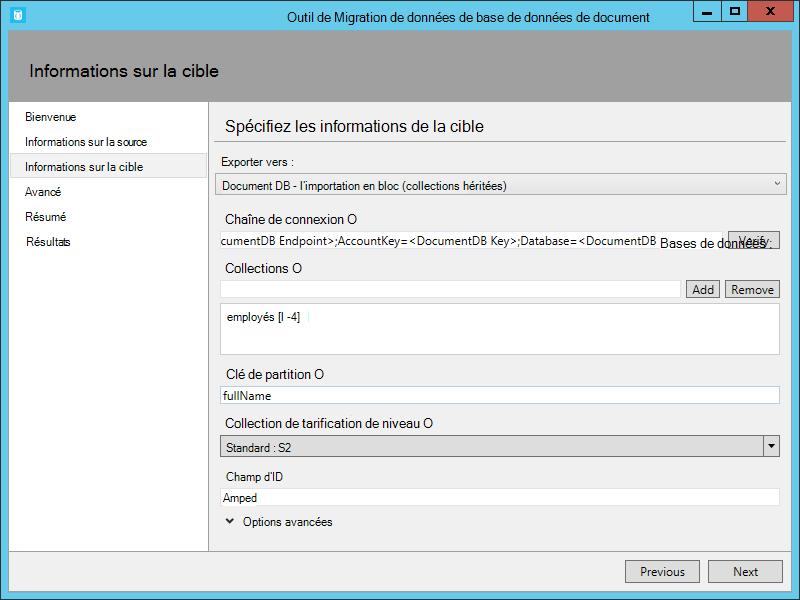 Outil de Migration de données de base de données de document
Informations sur la cible
Bienvenue
Informations sur la source
Informations sur la cible
Avancé
Résumé
Résultats
Spécifiez les informations de la cible
Exporter vers :
Document DB - l'importation en bloc (collections héritées)
Chaîne de connexion O
cumentDB Endpoint>;AccountKey=<DocumentDB Key>;Database=<DocumentDB Bases de données :
Verify
Collections O
Add Remove
employés [I -4]
Clé de partition O
fullName
Collection de tarification de niveau O
Standard : S2
Champ d'ID
Amped
Options avancées
Previous Next